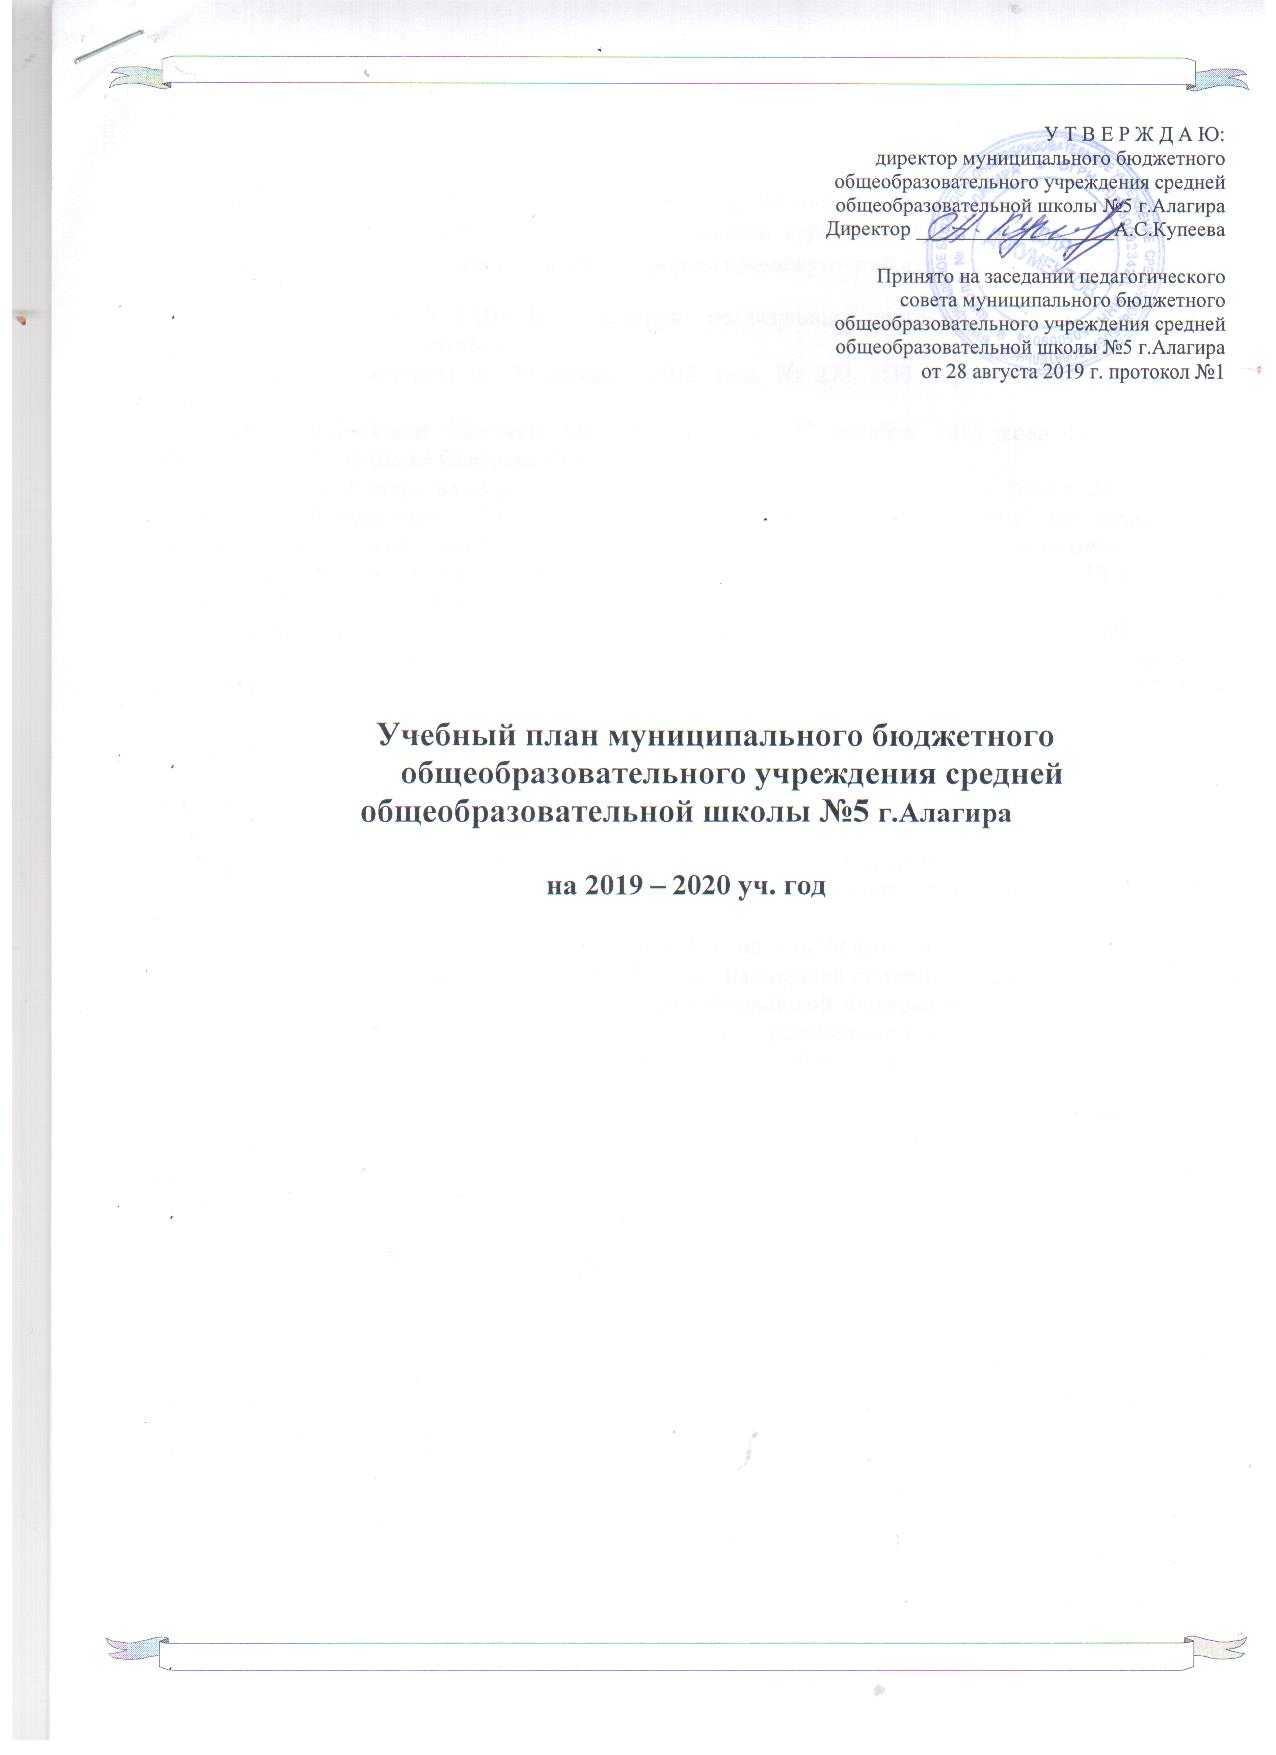 У Т В Е Р Ж Д А Ю:
директор муниципального бюджетного
общеобразовательного учреждения средней
общеобразовательной школы №5 г.Алагира
Директор ____________________А.С.Купеева
Принято на заседании педагогического
совета муниципального бюджетного
общеобразовательного учреждения средней
общеобразовательной школы №5 г.Алагира
от 28 августа 2019 г. протокол №1
Учебный план муниципального бюджетного
общеобразовательного учреждения средней
общеобразовательной школы №5 г.Алагира
на 2019 – 2020 уч. год